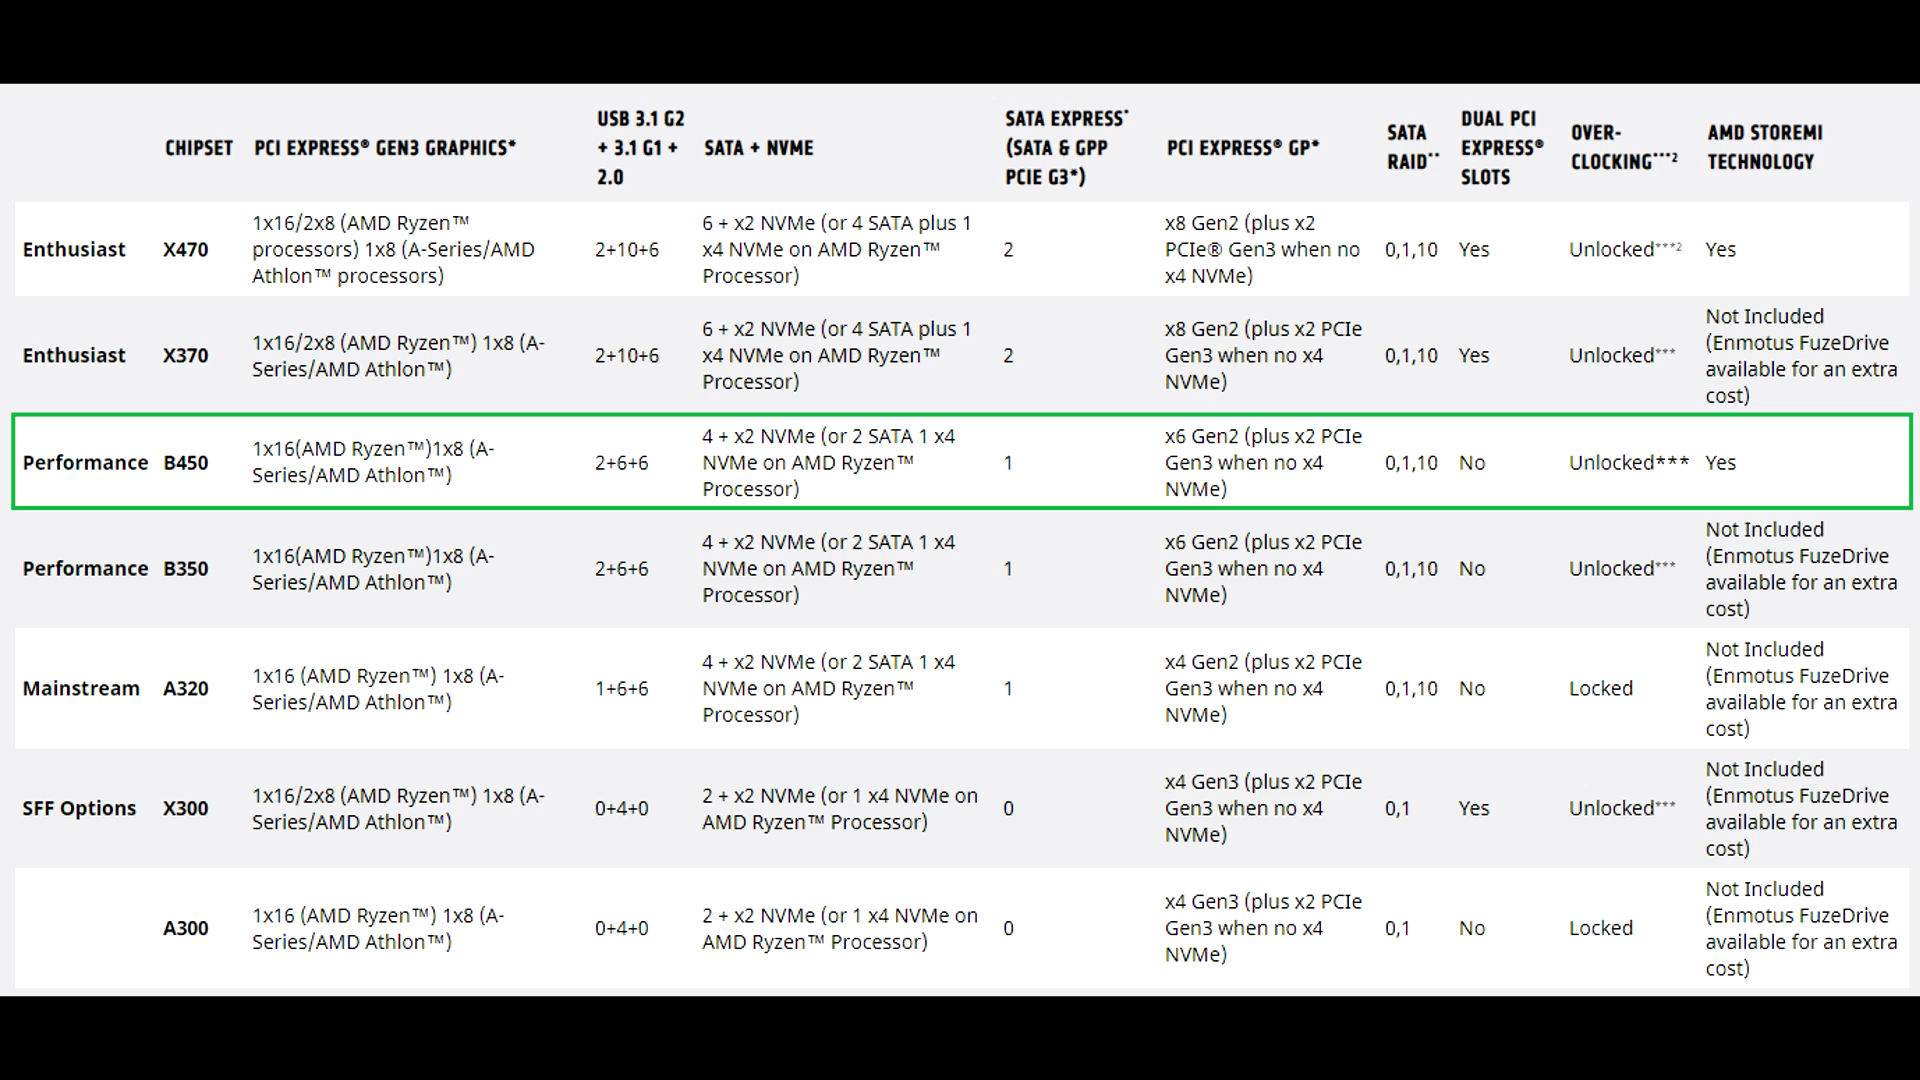 CHIPSET
PCI EXPRESS® GEN3 GRAPHICS*
USB 3.1 G2
+ 3.1 G1 +
2.0
SATA + NVME
SATA EXPRESS*
(SATA & GPP
PCIE G3*)
PCI EXPRESS® GP*
SATA
RAID**
DUAL PCI
EXPRESS®
SLOTS
OVER-
CLOCKING***2
AMD STOREMI
TECHNOLOGY
Enthusiast
X470
1x16/2x8 (AMD Ryzen™
processors) 1x8 (A-Series/AMD
Athlon™ processors)
2+10+6
6 + x2 NVMe (or 4 SATA plus 1
x4 NVMe on AMD Ryzen™
Processor)
2
x8 Gen2 (plus x2
PCIe® Gen3 when no
x4 NVMe)
0,1,10
Yes
Unlocked***2
Yes
Enthusiast
X370
1x16/2x8 (AMD Ryzen™) 1x8 (A-
Series/AMD Athlon™)
2+10+6
6 + x2 NVMe (or 4 SATA plus 1
x4 NVMe on AMD Ryzen™
Processor)
2
x8 Gen2 (plus x2 PCIe
Gen3 when no x4
NVMe)
0,1,10
Yes
Unlocked***
Not Included
(Enmotus FuzeDrive
available for an extra
cost)
Performance
B450
1x16(AMD Ryzen™)1x8 (A-
Series/AMD Athlon™)
2+6+6
4 + x2 NVMe (or 2 SATA 1 x4
NVMe on AMD Ryzen™
Processor)
1
x6 Gen2 (plus x2 PCIe
Gen3 when no x4
NVMe)
0,1,10
No
Unlocked***
Yes
Performance
B350
1x16(AMD Ryzen™)1x8 (A-
Series/AMD Athlon™)
2+6+6
4 + x2 NVMe (or 2 SATA 1 x4
NVMe on AMD Ryzen™
Processor)
1
x6 Gen2 (plus x2 PCIe
Gen3 when no x4
NVMe)
0,1,10
No
Unlocked***
Not Included
(Enmotus FuzeDrive
available for an extra
cost)
Mainstream
A320
1x16 (AMD Ryzen™) 1x8 (A-
Series/AMD Athlon™)
1+6+6
4 + x2 NVMe (or 2 SATA 1 x4
NVMe on AMD Ryzen™
Processor)
1
x4 Gen2 (plus x2 PCIe
Gen3 when no x4
NVMe)
0,1,10
No
Locked
Not Included
(Enmotus FuzeDrive
available for an extra
cost)
SFF Options
X300
1x16/2x8 (AMD Ryzen™) 1x8 (A-
Series/AMD Athlon™)
0+4+0
2 + x2 NVMe (or 1 x4 NVMe on
AMD Ryzen™ Processor)
0
x4 Gen3 (plus x2 PCIe
Gen3 when no x4
NVMe)
0,1
Yes
Unlocked***
Not Included
(Enmotus FuzeDrive
available for an extra
cost)
A300
1x16 (AMD Ryzen™) 1x8 (A-
Series/AMD Athlon™)
0+4+0
2 + x2 NVMe (or 1 x4 NVMe on
AMD Ryzen™ Processor)
0
x4 Gen3 (plus x2 PCIe
Gen3 when no x4
NVMe)
0,1
No
Locked
Not Included
(Enmotus FuzeDrive
available for an extra
cost)